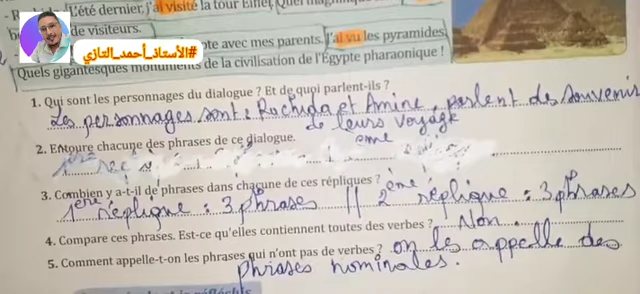 L'été dernier, j'ai visité la tour Eiffel, Quel
de visiteurs.
#الأستاذ_أحمد_التازي
pte avec mes parents. J'ai vu les pyramides
Quels gigantesques monuments de la civilisation de l'Égypte pharaonique !
1. Qui sont les personnages du dialogue ? Et de quoi parlent-ils ?
Les personnages sont : Rachida et Amine, parlent des souvenirs
de leurs voyage
2. Entoure chacune des phrases de ce dialogue.
3. Combien y a-t-il de phrases dans chacune de ces répliques ?
1ère réplique : 3 phrases // 2ème réplique : 3 phrases
4. Compare ces phrases. Est-ce qu'elles contiennent toutes des verbes ? Non.
5. Comment appelle-t-on les phrases qui n'ont pas de verbes ? on les appelle des
phrases nominales.